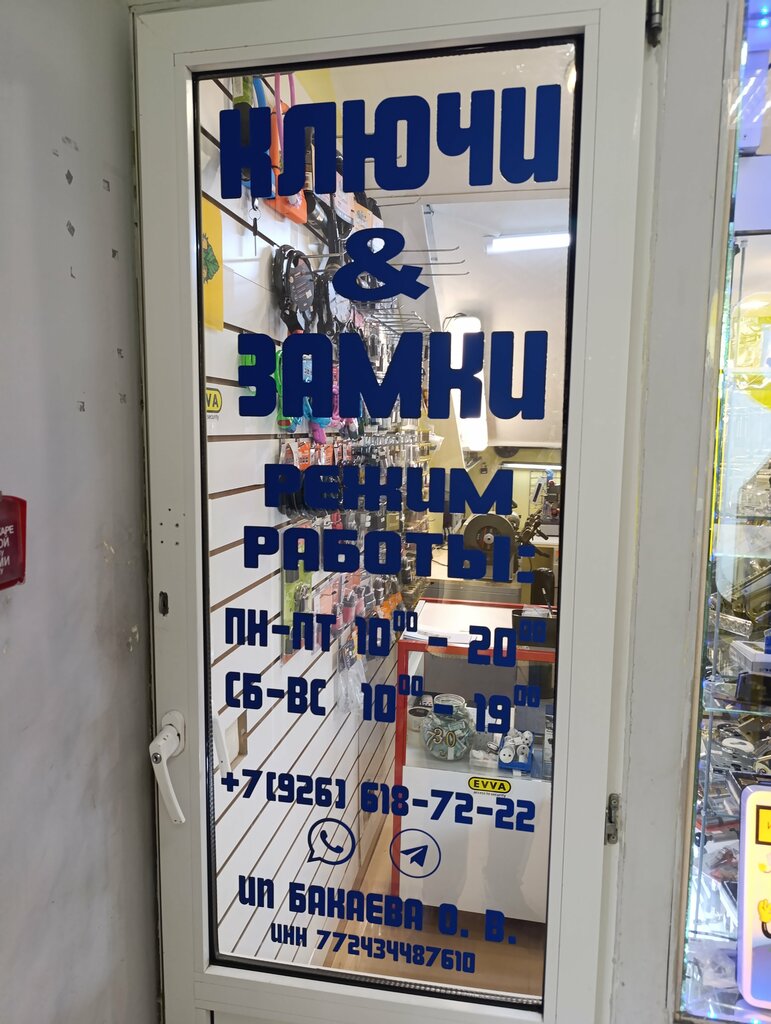 КЛЮЧИ
&
ЗАМКИ
РЕЖИМ
РАБОТЫ:
ПН-ПТ 10⁰⁰ - 20⁰⁰
СБ-ВС 10⁰⁰ - 19⁰⁰
+7(926) 618-72-22
ИП БАКАЕВА О. В.
ИНН 772434487610
EVVA